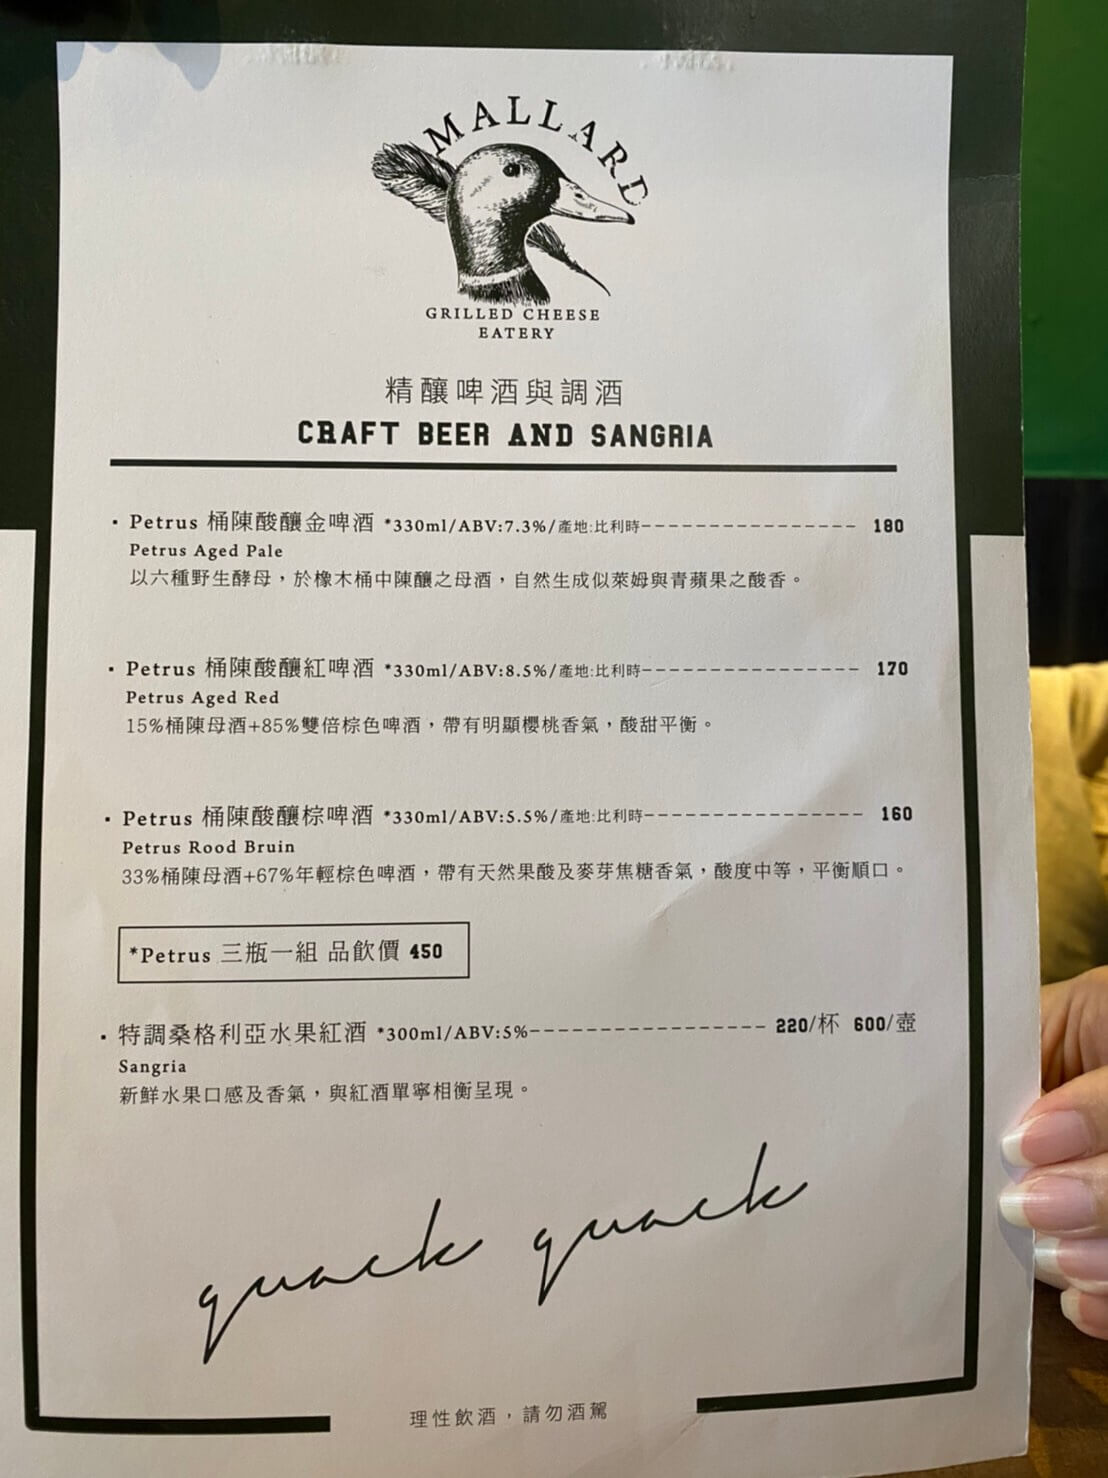 MALLARD
GRILLED CHEESE
EATERY
精釀啤酒與調酒
CRAFT BEER AND SANGRIA
· Petrus 桶陳酸釀金啤酒 *330ml/ABV:7.3%/產地:比利時---------------- 180
Petrus Aged Pale
以六種野生酵母，於橡木桶中陳釀之母酒，自然生成似萊姆與青蘋果之酸香。
· Petrus 桶陳酸釀紅啤酒 *330ml/ABV:8.5%/產地:比利時---------------- 170
Petrus Aged Red
15%桶陳母酒+85%雙倍棕色啤酒，帶有明顯櫻桃香氣，酸甜平衡。
· Petrus 桶陳酸釀棕啤酒 *330ml/ABV:5.5%/產地:比利時---------------- 160
Petrus Rood Bruin
33%桶陳母酒+67%年輕棕色啤酒，帶有天然果酸及麥芽焦糖香氣，酸度中等，平衡順口。
*Petrus 三瓶一組 品飲價 450
· 特調桑格利亞水果紅酒 *300ml/ABV:5%------------------ 220/杯 600/壺
Sangria
新鮮水果口感及香氣，與紅酒單寧相衡呈現。
quack quack
理性飲酒，請勿酒駕